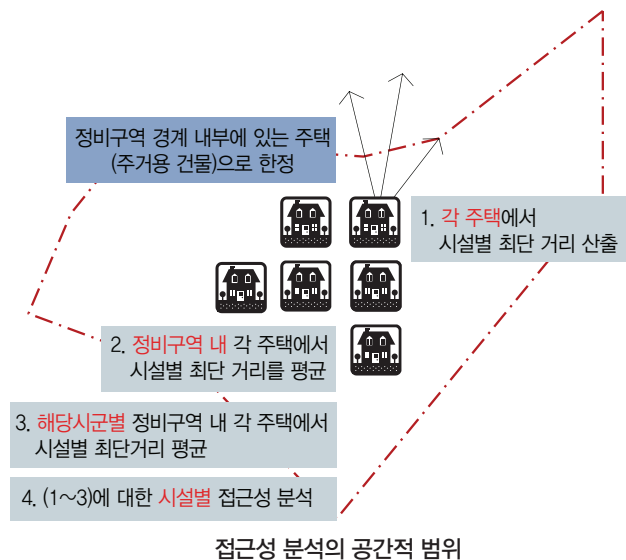 정비구역 경계 내부에 있는 주택
(주거용 건물)으로 한정
1. 각 주택에서
시설별 최단 거리 산출
2. 정비구역 내 각 주택에서
시설별 최단 거리를 평균
3. 해당시군별 정비구역 내 각 주택에서
시설별 최단거리 평균
4. (1~3)에 대한 시설별 접근성 분석
접근성 분석의 공간적 범위